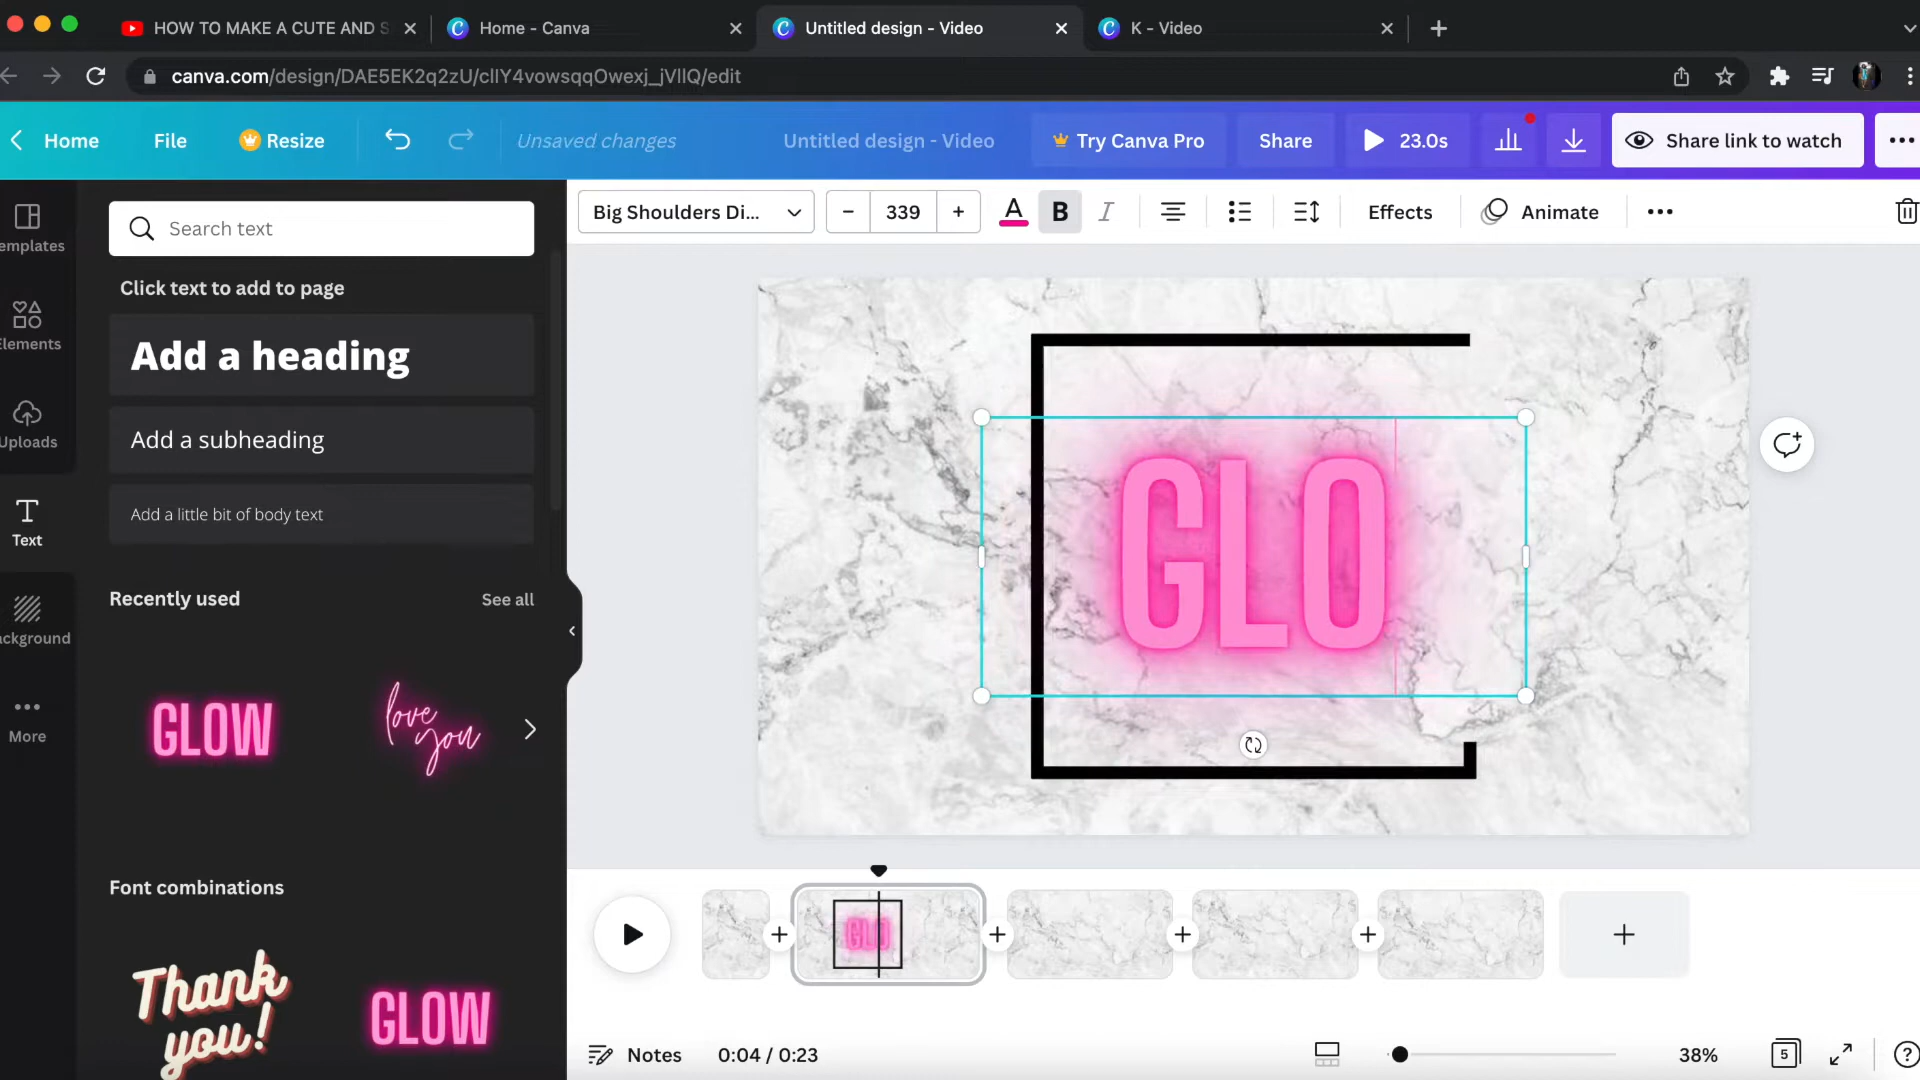 HOW TO MAKE A CUTE AND S
Home - Canva
Untitled design - Video
K - Video
canva.com/design/DAE5EK2q2zU/clIY4vowsqqOwexj_jVllQ/edit
Home
File
Resize
Unsaved changes
Untitled design - Video
Try Canva Pro
Share
23.0s
Share link to watch
Search text
Big Shoulders Di...
339
A
B
I
Effects
Animate
Click text to add to page
Add a heading
Add a subheading
Add a little bit of body text
emplates
Elements
Uploads
Text
ackground
More
Recently used
See all
GLOW
love you
Font combinations
Thank
you!
GLOW
GLO
GLO
Notes
0:04 / 0:23
38%
5